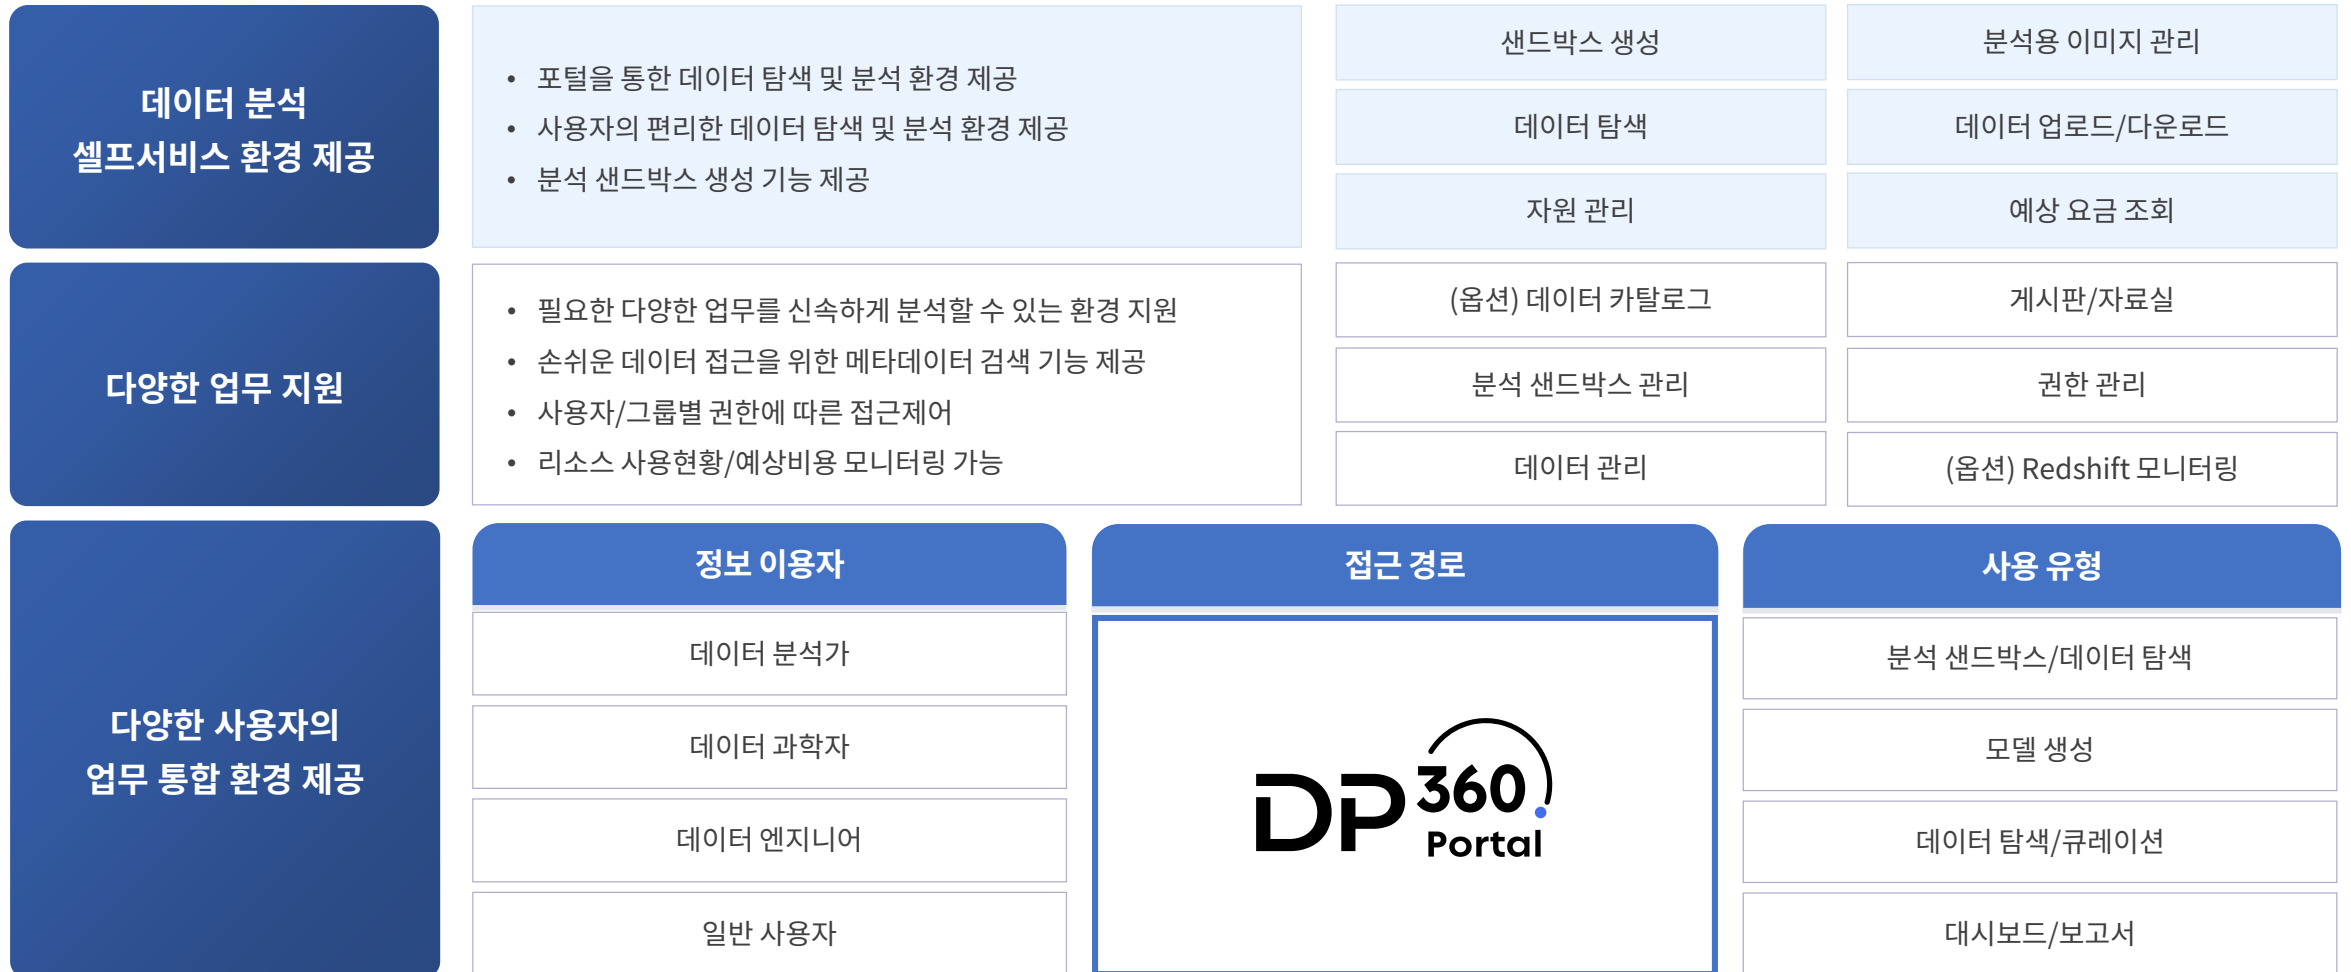 데이터 분석
셀프서비스 환경 제공
• 포털을 통한 데이터 탐색 및 분석 환경 제공
• 사용자의 편리한 데이터 탐색 및 분석 환경 제공
• 분석 샌드박스 생성 기능 제공
샌드박스 생성
분석용 이미지 관리
데이터 탐색
데이터 업로드/다운로드
자원 관리
예상 요금 조회
다양한 업무 지원
• 필요한 다양한 업무를 신속하게 분석할 수 있는 환경 지원
• 손쉬운 데이터 접근을 위한 메타데이터 검색 기능 제공
• 사용자/그룹별 권한에 따른 접근제어
• 리소스 사용현황/예상비용 모니터링 가능
(옵션) 데이터 카탈로그
게시판/자료실
분석 샌드박스 관리
권한 관리
데이터 관리
(옵션) Redshift 모니터링
다양한 사용자의
업무 통합 환경 제공
정보 이용자
데이터 분석가
데이터 과학자
데이터 엔지니어
일반 사용자
접근 경로
DP 360
Portal
사용 유형
분석 샌드박스/데이터 탐색
모델 생성
데이터 탐색/큐레이션
대시보드/보고서